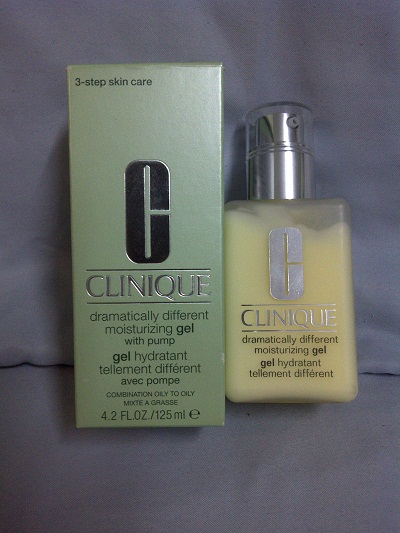 3-step skin care
C
CLINIQUE
dramatically different
moisturizing gel
with pump
gel hydratant
tellement différent
avec pompe
COMBINATION OILY TO OILY
MIXTE A GRASSE
4.2 FL.OZ./125 ml e
C
CLINIQUE
dramatically different
moisturizing gel
gel hydratant
tellement différent